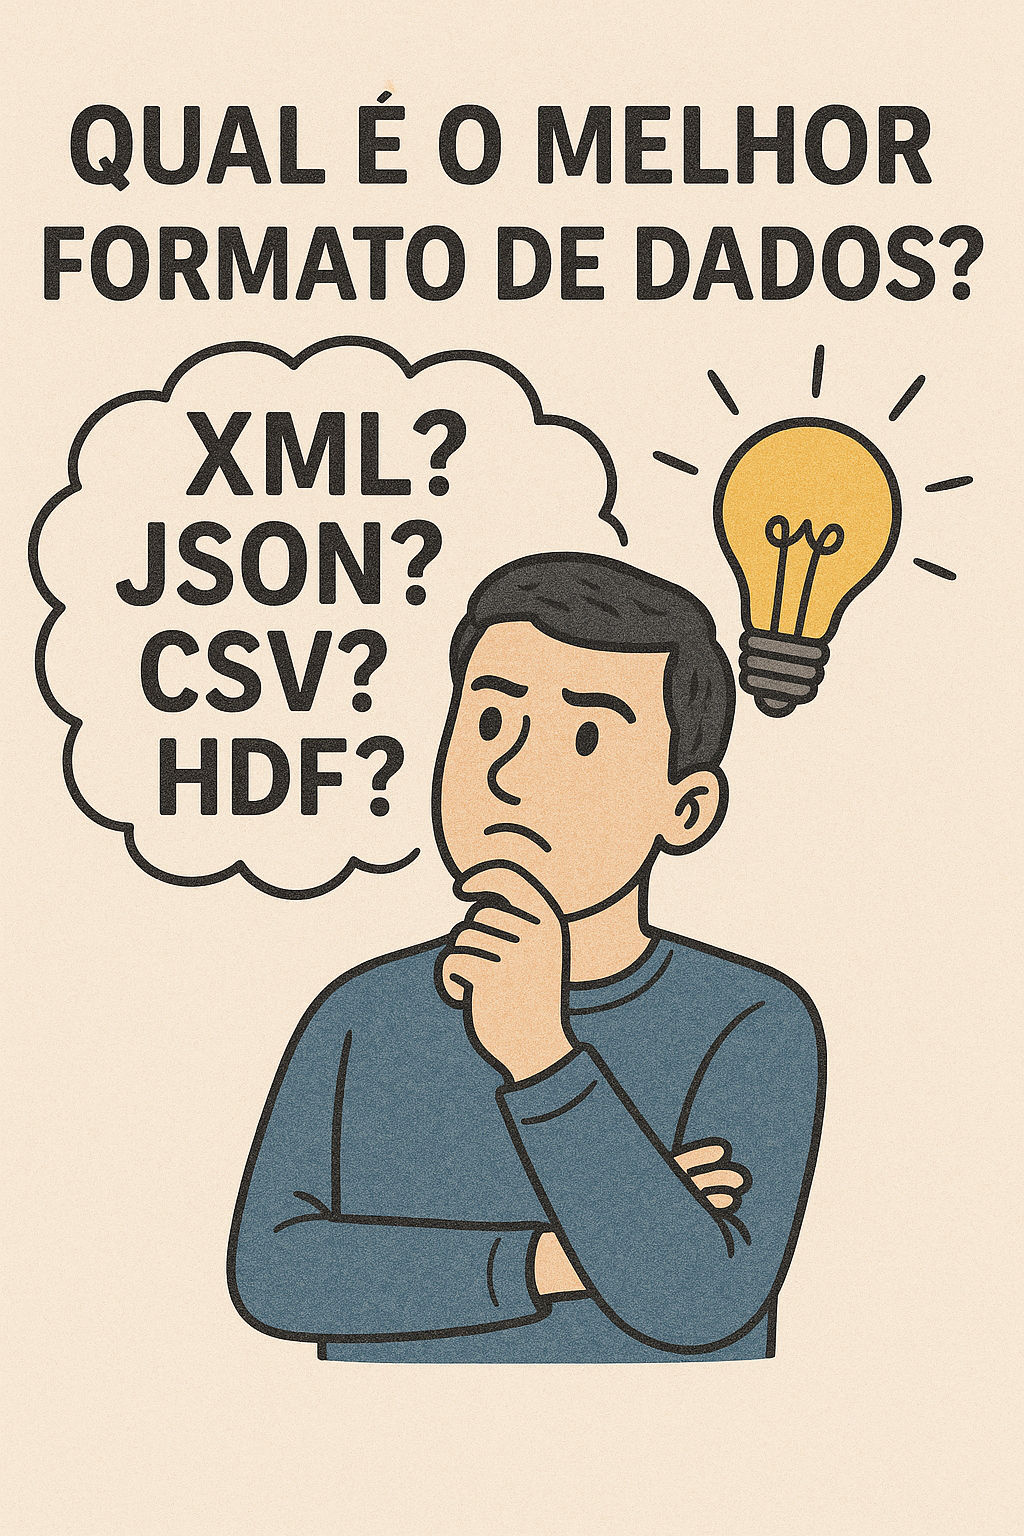 QUAL É O MELHOR
FORMATO DE DADOS?
XML?
JSON?
CSV?
HDF?